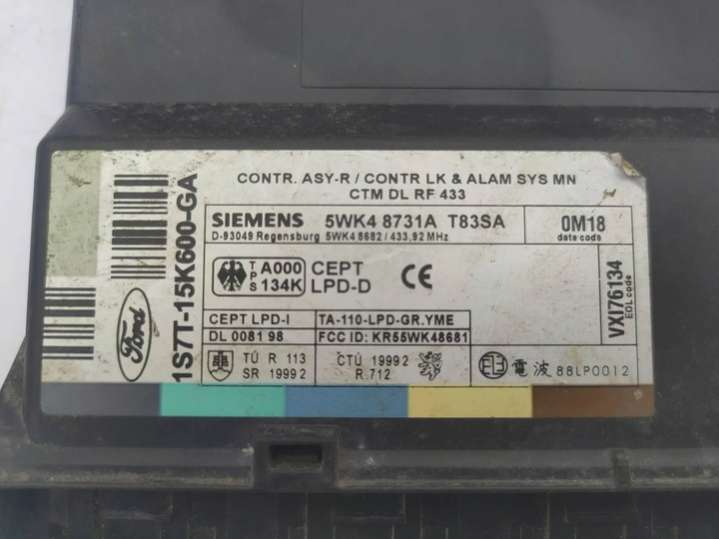 CONTR. ASY-R / CONTR LK & ALAM SYS MN
CTM DL RF 433
Ford
1S7T-15K600-GA
SIEMENS 5WK4 8731A T83SA
D-93049 Regensburg 5WK4 8682 / 433,92 MHz
0M18
date code
VXI76134
EOL code
TPS A000 134K
CEPT
LPD-D
CE
CEPT LPD-I
TA-110-LPD-GR.YME
DL 0081 98
FCC ID: KR55WK48681
TÚ R 113
SR 1999 2
CTÚ 1999 2
R.712
電波 88LP0012